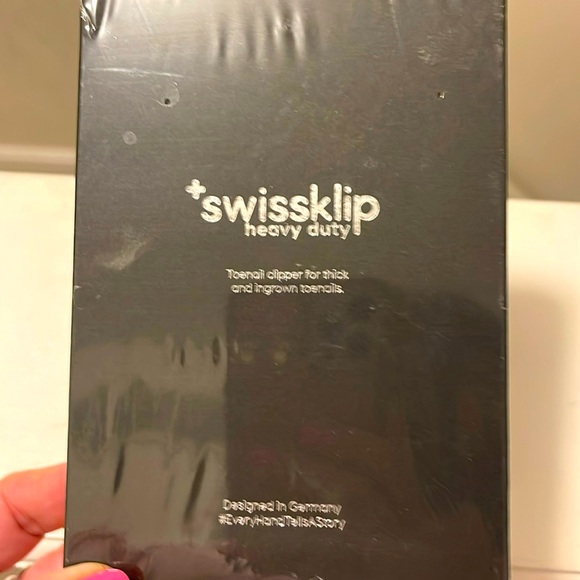 +swissklip
heavy duty
Toenail clipper for thick
and ingrown toenails.
Designed in Germany
#EveryHandTellsAStory